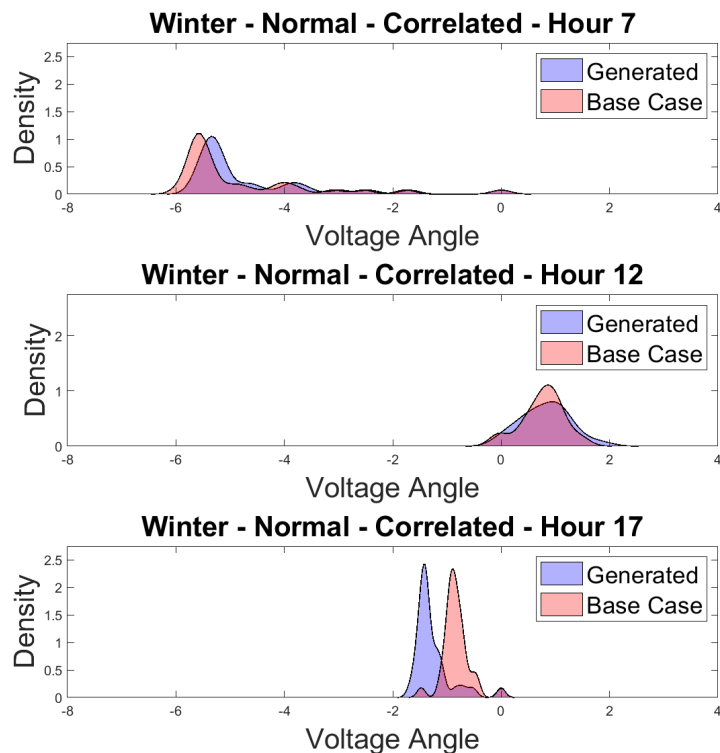 Winter - Normal - Correlated - Hour 7
Density
2.5
2
1.5
1
0.5
0
Generated
Base Case
-8 -6 -4 -2 0 2 4
Voltage Angle
Winter - Normal - Correlated - Hour 12
Density
2
1
0
Generated
Base Case
-8 -6 -4 -2 0 2 4
Voltage Angle
Winter - Normal - Correlated - Hour 17
Density
2.5
2
1.5
1
0.5
0
Generated
Base Case
-8 -6 -4 -2 0 2 4
Voltage Angle